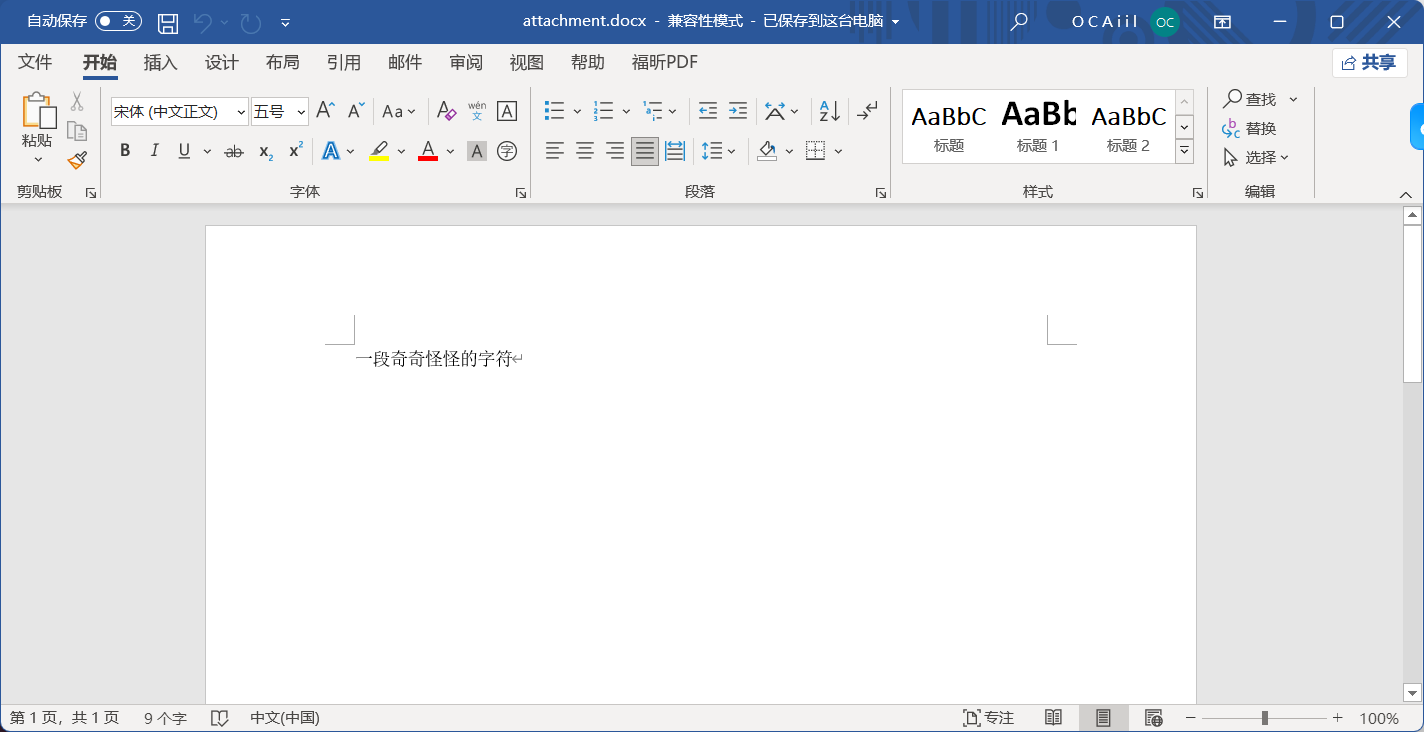 自动保存 关 attachment.docx - 兼容性模式 - 已保存到这台电脑 OCAiil OC
文件 开始 插入 设计 布局 引用 邮件 审阅 视图 帮助 福昕PDF 共享
宋体 (中文正文) 五号 A A Aa A wén 文 A A Z AaBbC AaBb AaBbC 查找
粘贴 标题 标题 1 标题 2 替换
B I U ab x2 x2 A A A 字 选择
剪贴板 字体 段落 样式 编辑
一段奇奇怪怪的字符
第 1 页，共 1 页 9 个字 中文(中国) 专注 100%